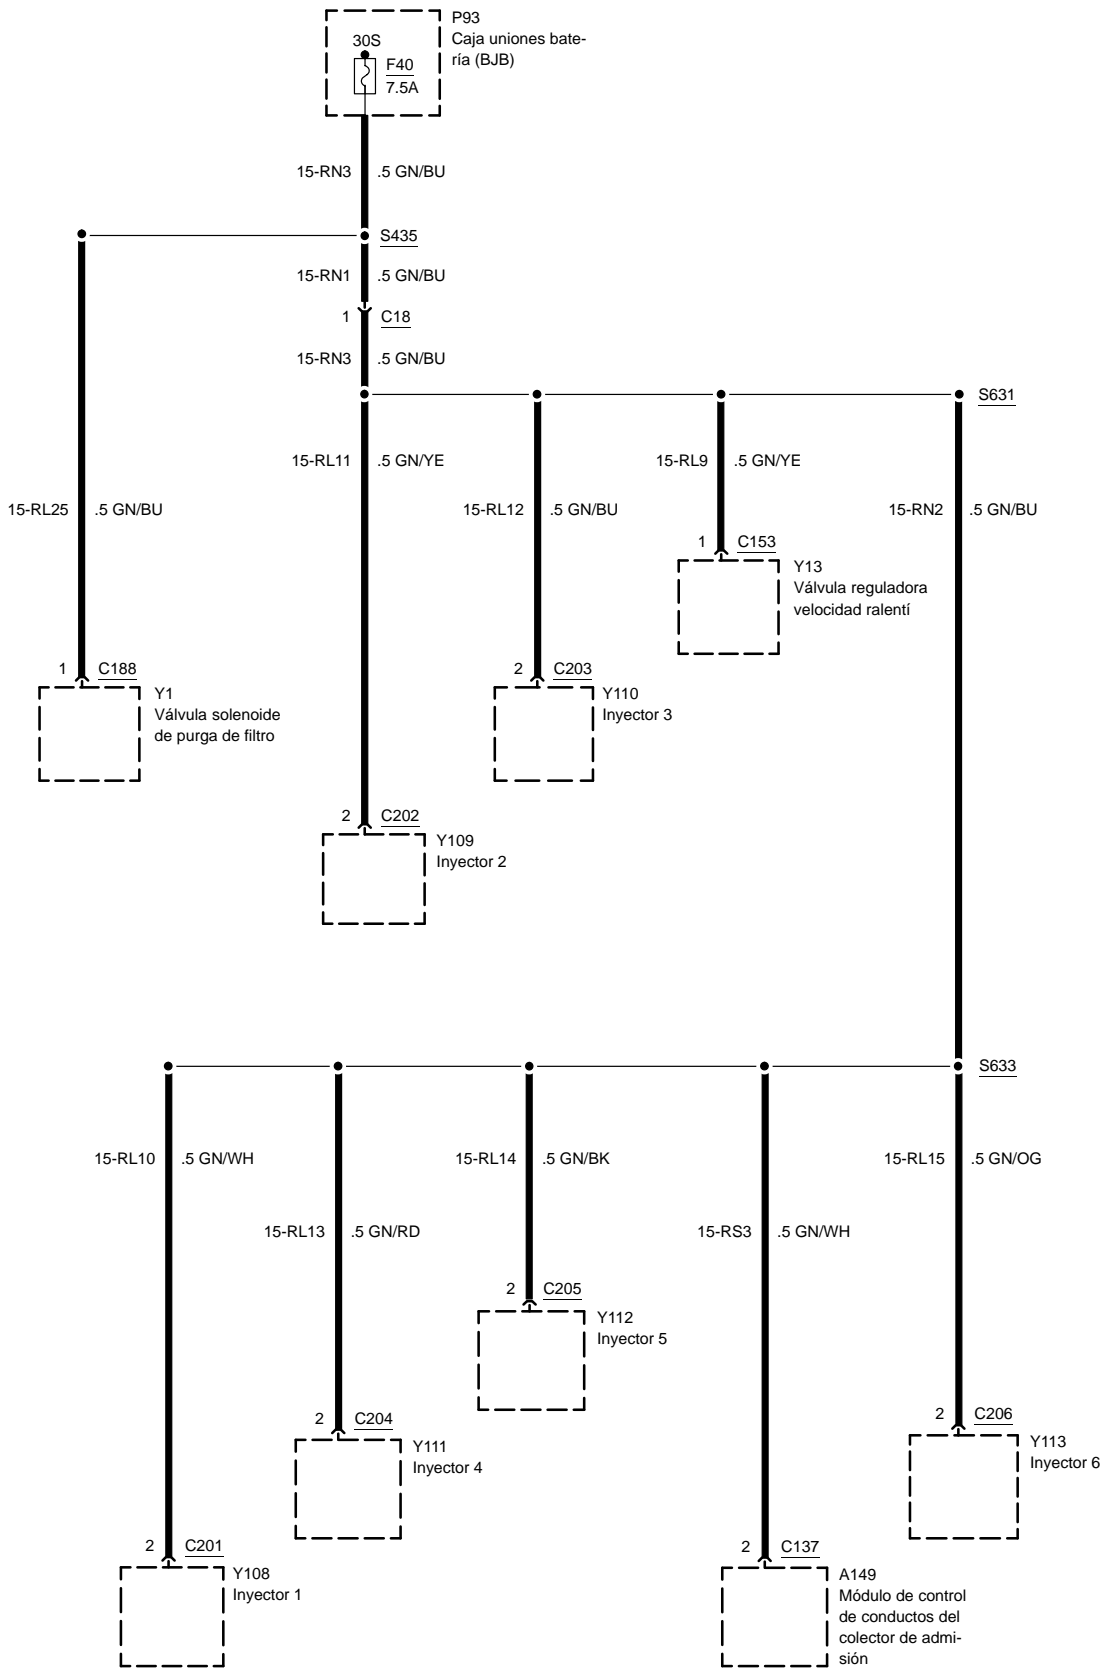 P93
Caja uniones bate-
ría (BJB)
30S
F40
7.5A
15-RN3 .5 GN/BU
S435
15-RN1 .5 GN/BU
1 C18
15-RN3 .5 GN/BU
S631
15-RL11 .5 GN/YE
15-RL9 .5 GN/YE
15-RL25 .5 GN/BU
15-RL12 .5 GN/BU
15-RN2 .5 GN/BU
1 C153
Y13
Válvula reguladora
velocidad ralentí
1 C188
Y1
Válvula solenoide
de purga de filtro
2 C203
Y110
Inyector 3
2 C202
Y109
Inyector 2
S633
15-RL10 .5 GN/WH
15-RL14 .5 GN/BK
15-RL15 .5 GN/OG
15-RL13 .5 GN/RD
15-RS3 .5 GN/WH
2 C205
Y112
Inyector 5
2 C204
Y111
Inyector 4
2 C206
Y113
Inyector 6
2 C201
Y108
Inyector 1
2 C137
A149
Módulo de control
de conductos del
colector de admi-
sión